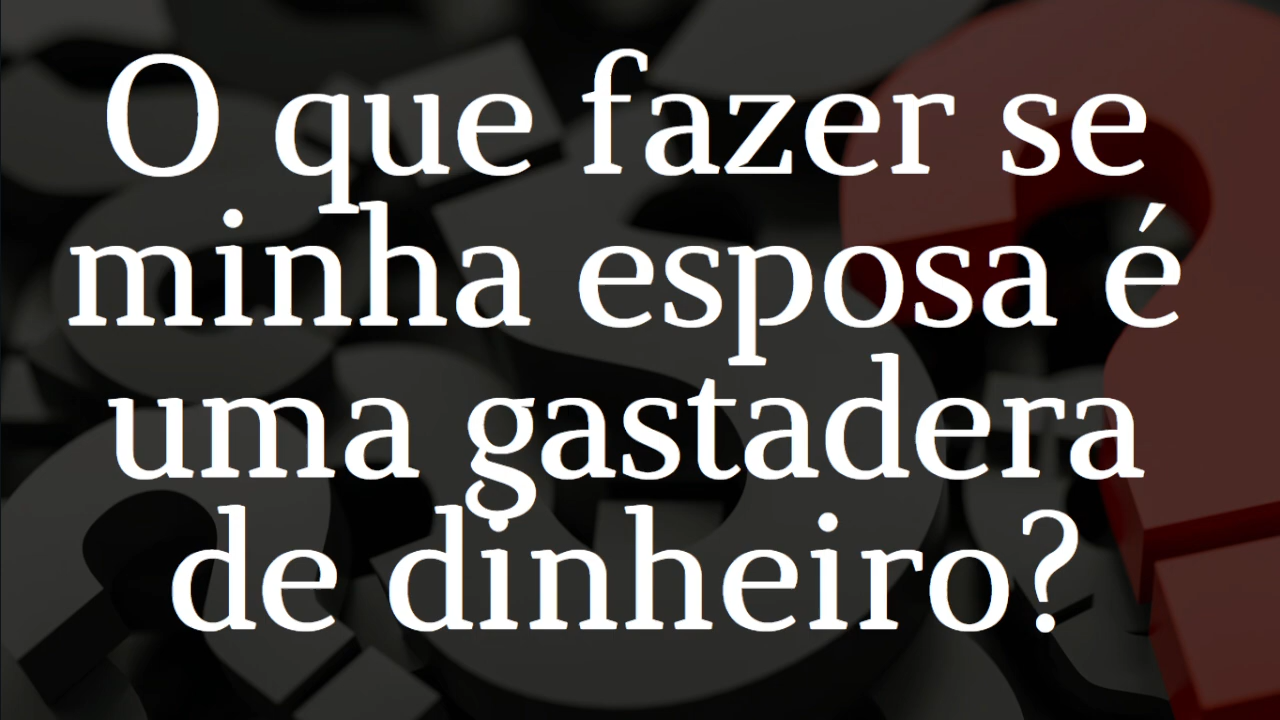 O que fazer se
minha esposa é
uma gastadera
de dinheiro?